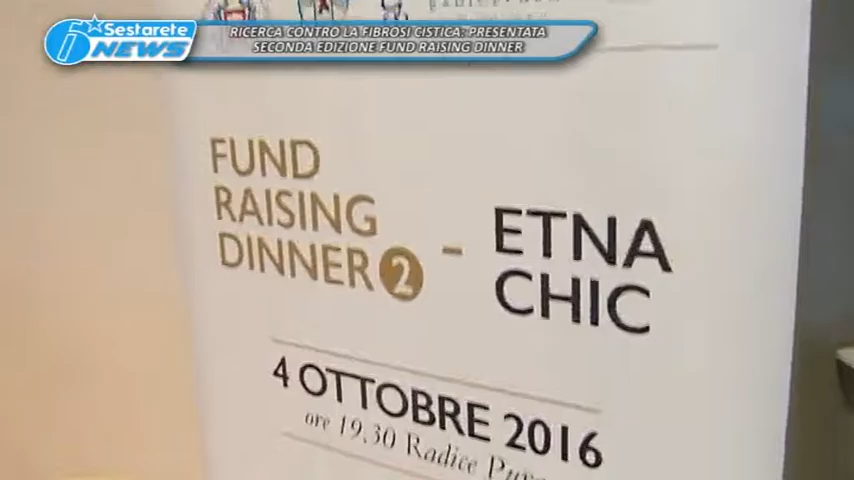 Sestarete
6 NEWS
RICERCA CONTRO LA FIBROSI CISTICA: PRESENTATA
SECONDA EDIZIONE FUND RAISING DINNER
FUND
RAISING
DINNER 2 - ETNA
CHIC
4 OTTOBRE 2016
ore 19.30 Radice